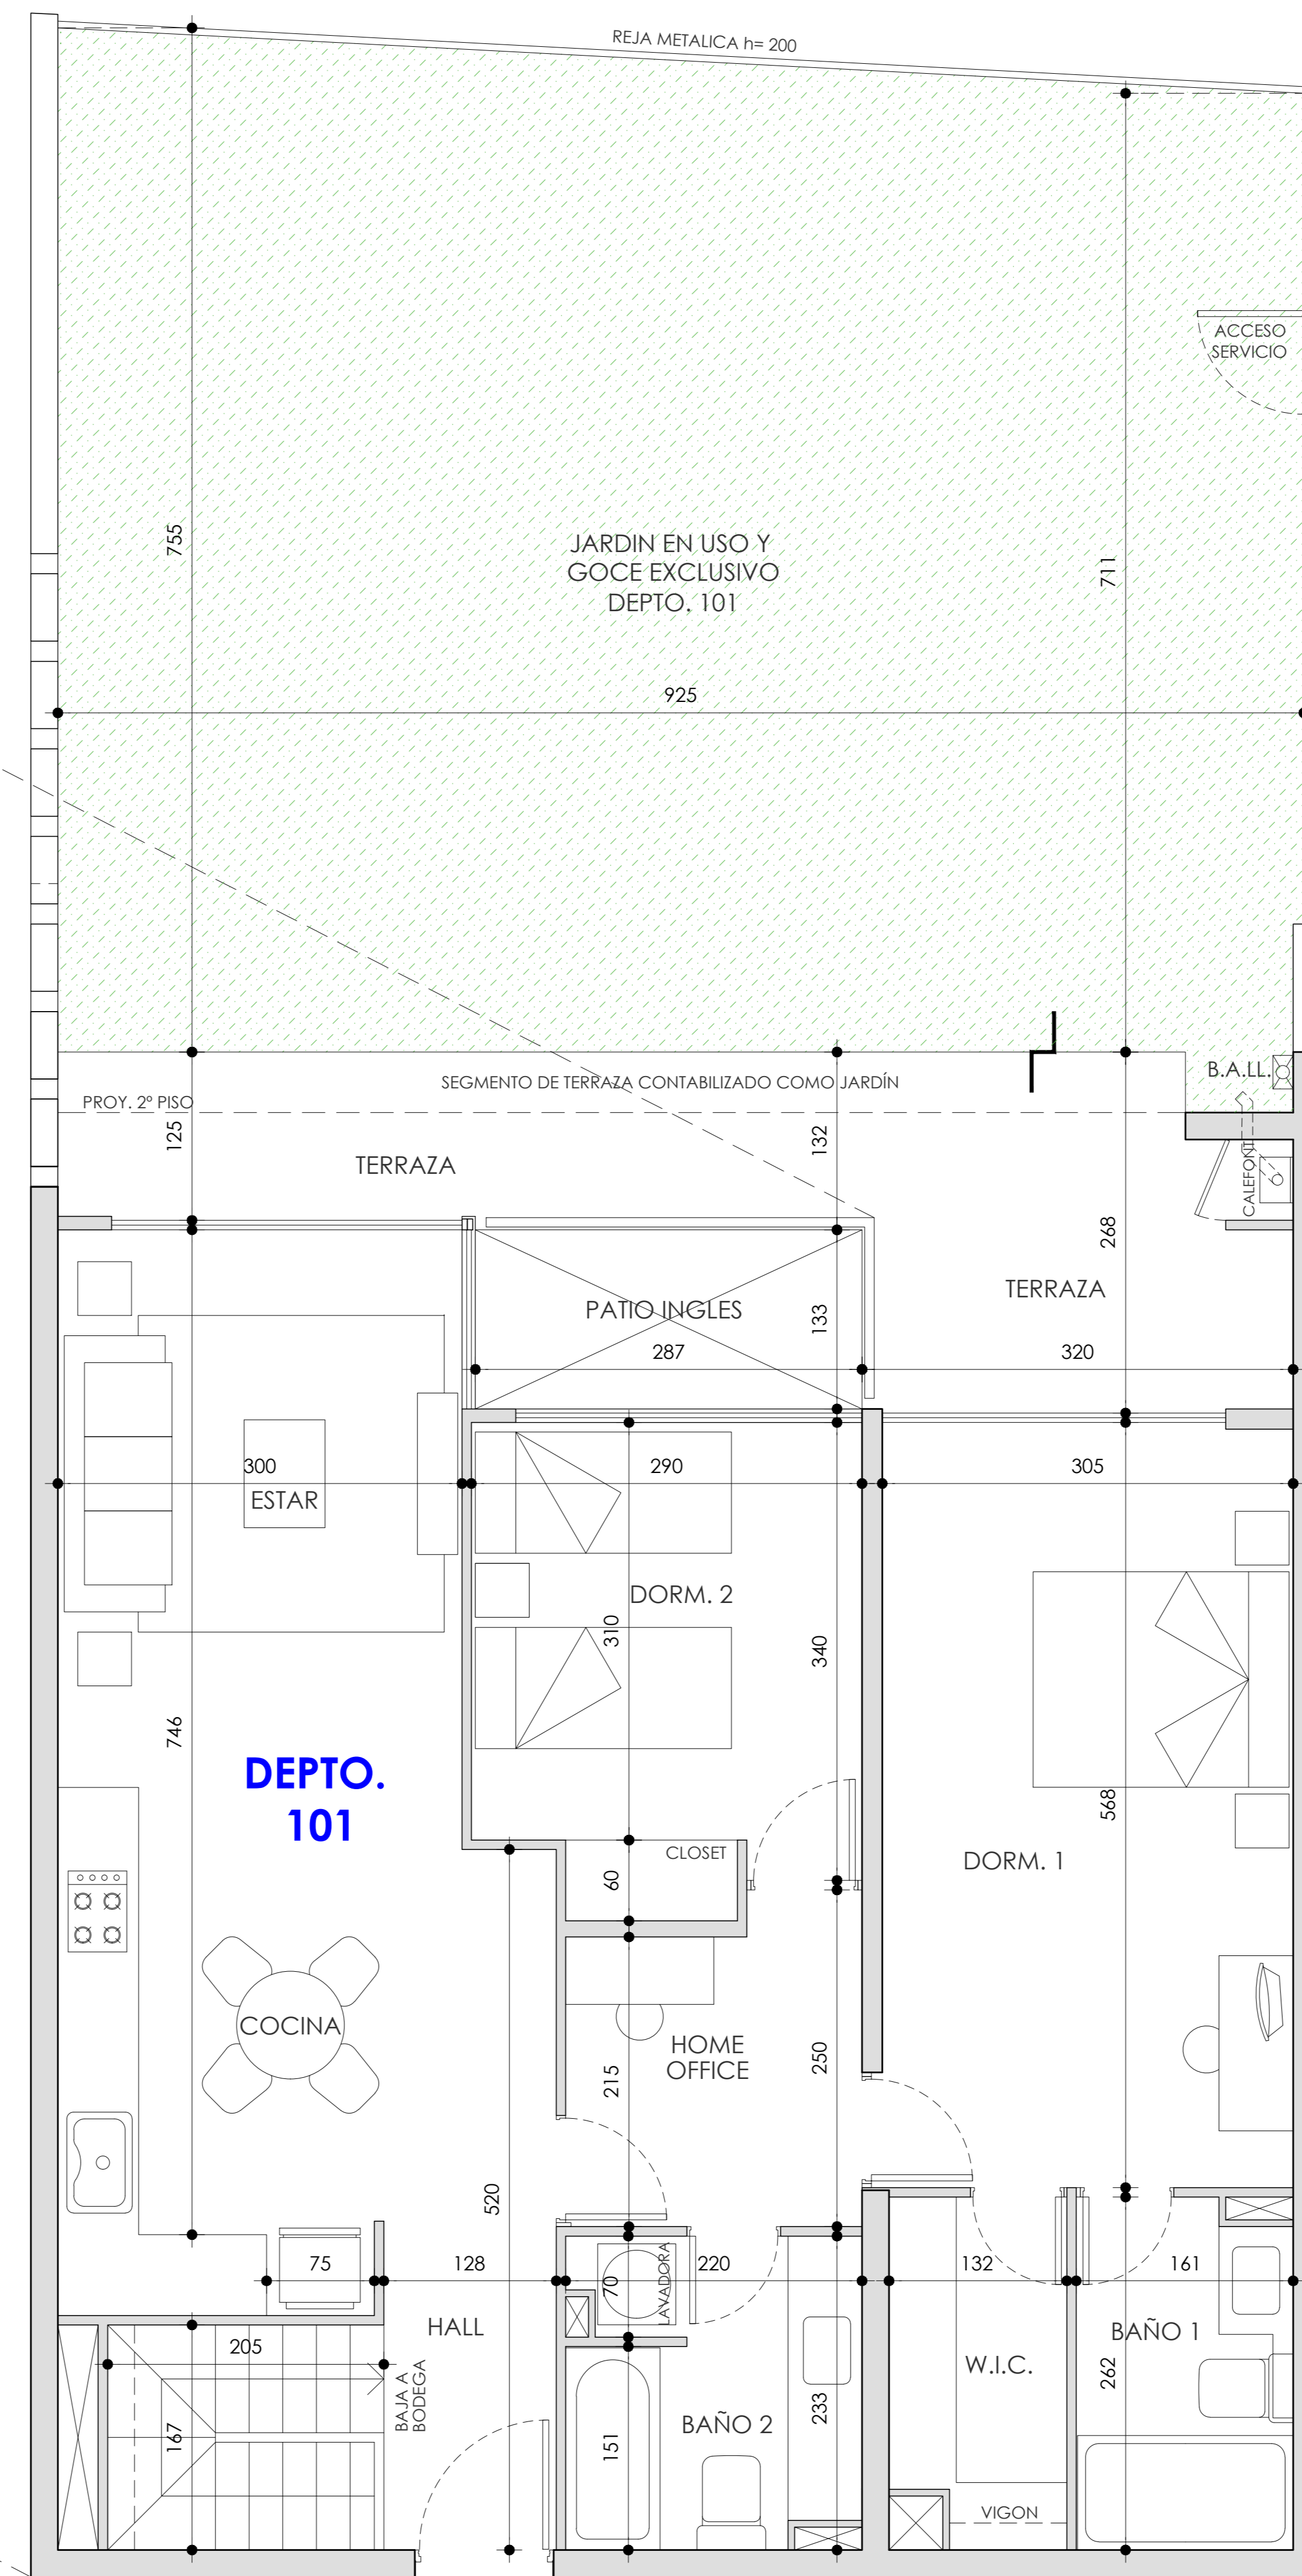 REJA METALICA h= 200
ACCESO
SERVICIO
755
JARDIN EN USO Y
GOCE EXCLUSIVO
DEPTO. 101
711
925
B.A.LL.
SEGMENTO DE TERRAZA CONTABILIZADO COMO JARDÍN
PROY. 2º PISO
125
132
TERRAZA
CALEFONT
268
TERRAZA
PATIO INGLES
133
287
320
300
290
305
ESTAR
DORM. 2
310
340
746
DEPTO.
101
568
CLOSET
DORM. 1
60
COCINA
HOME
OFFICE
215
250
520
75
128
70
LAVADORA
220
132
161
HALL
BAÑO 1
205
W.I.C.
262
BAJA A
BODEGA
167
BAÑO 2
233
151
VIGON